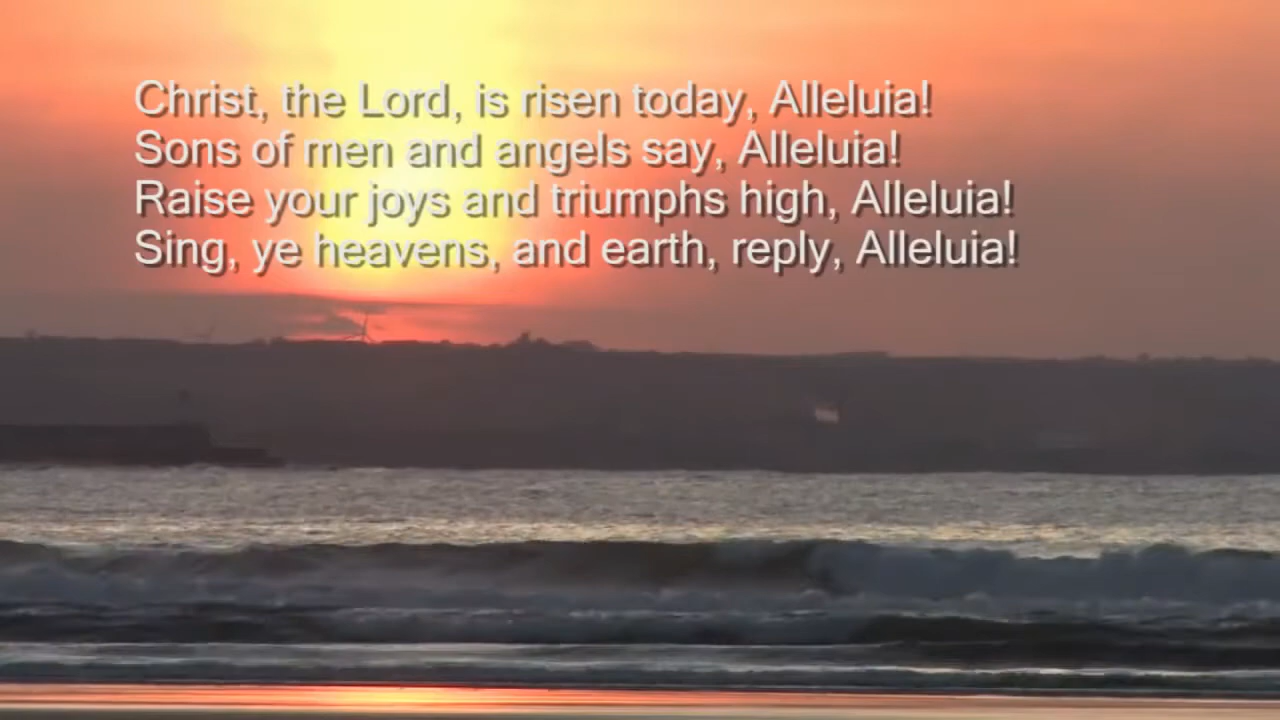 Christ, the Lord, is risen today, Alleluia!
Sons of men and angels say, Alleluia!
Raise your joys and triumphs high, Alleluia!
Sing, ye heavens, and earth, reply, Alleluia!